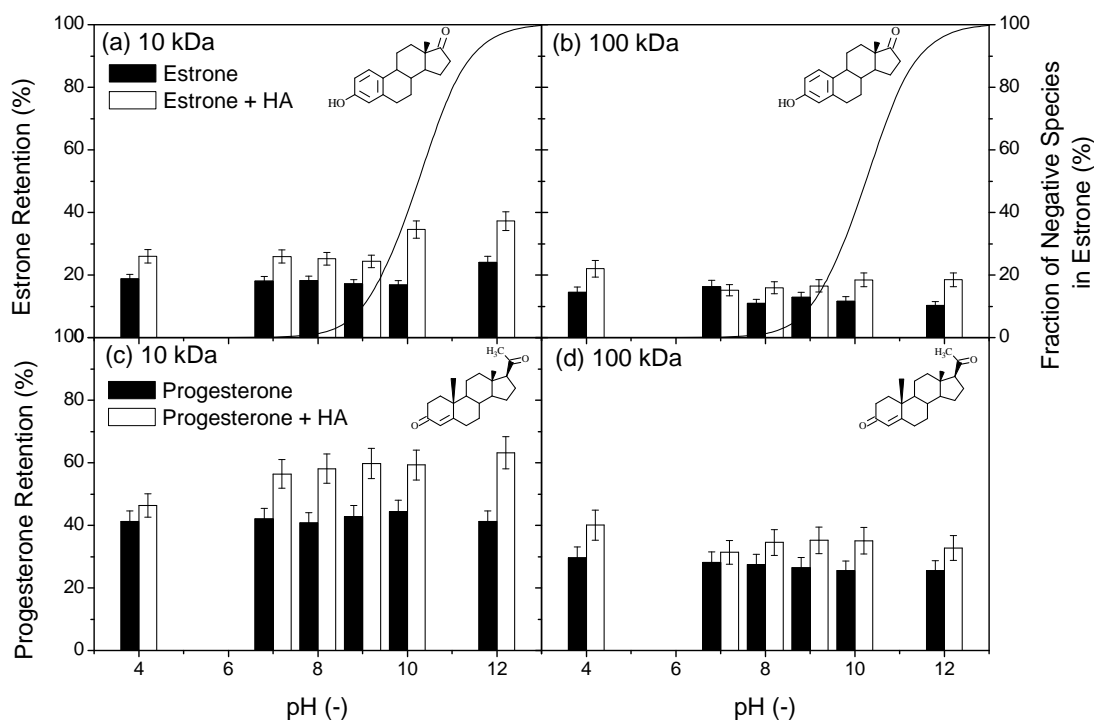 (a) 10 kDa
Estrone
Estrone + HA
O
HO
(b) 100 kDa
O
HO
100
80
60
40
20
100
Estrone Retention (%)
100
80
60
40
20
0
Fraction of Negative Species
in Estrone (%)
(c) 10 kDa
Progesterone
Progesterone + HA
H₃C
O
O
(d) 100 kDa
H₃C
O
O
80
60
40
20
0
Progesterone Retention (%)
4 6 8 10 12
4 6 8 10 12
pH (-)
pH (-)